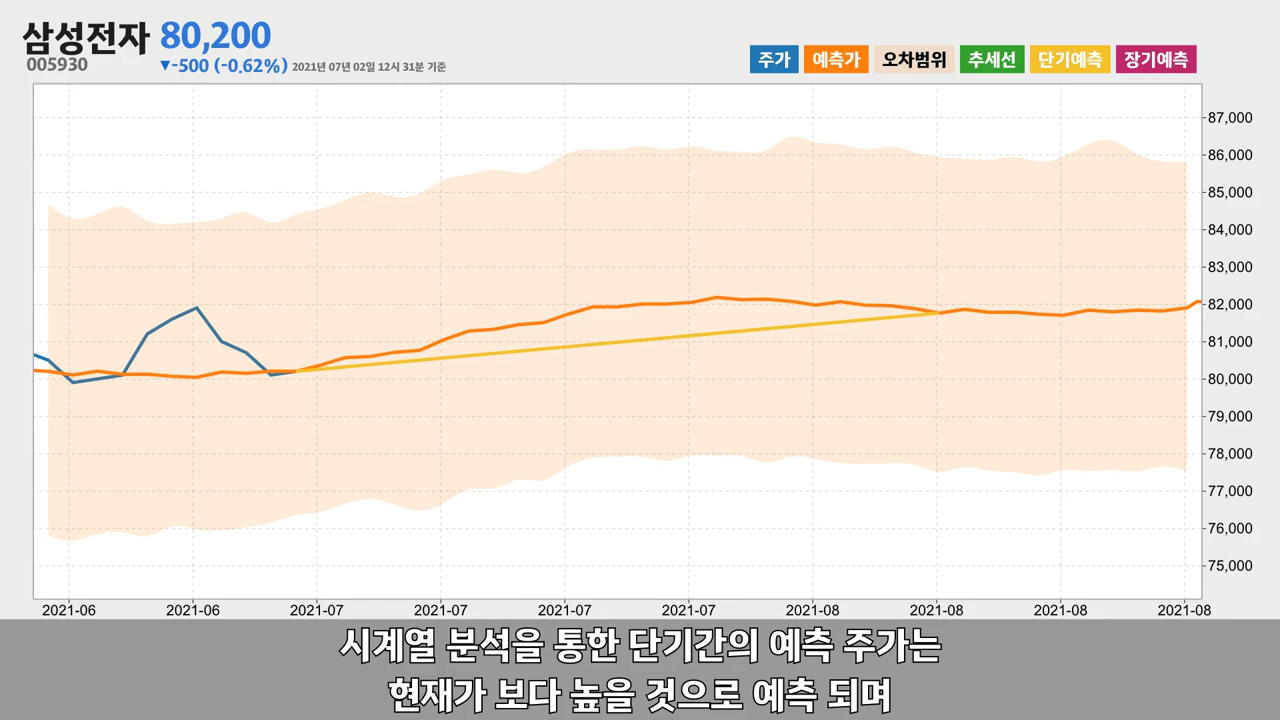 삼성전자 80,200
005930 ▼-500 (-0.62%) 2021년 07년 02일 12시 31분 기준
주가 예측가 오차범위 추세선 단기예측 장기예측
87,000
86,000
85,000
84,000
83,000
82,000
81,000
80,000
79,000
78,000
77,000
76,000
75,000
2021-06 2021-06 2021-07 2021-07 2021-07 2021-07 2021-08 2021-08 2021-08 2021-08
시계열 분석을 통한 단기간의 예측 주가는
현재가 보다 높을 것으로 예측 되며